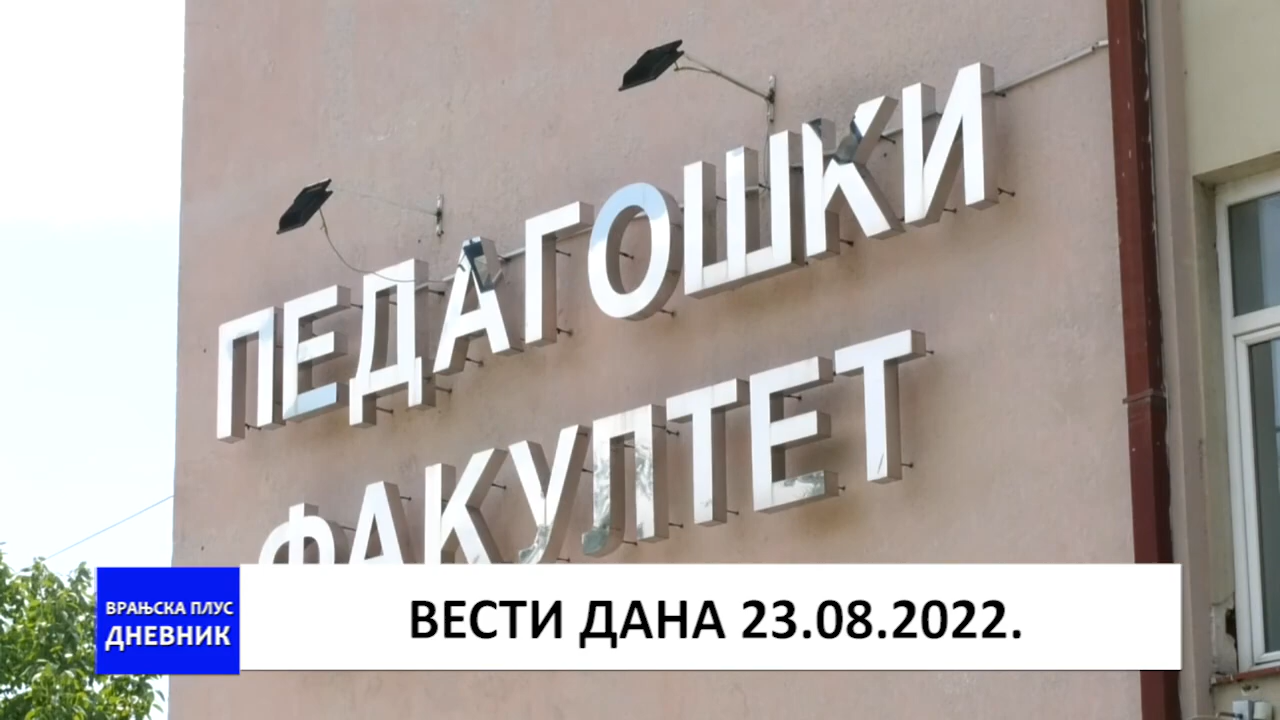 ПЕДАГОШКИ
ФАКУЛТЕТ
ВРАЊСКА ПЛУС
ДНЕВНИК
ВЕСТИ ДАНА 23.08.2022.